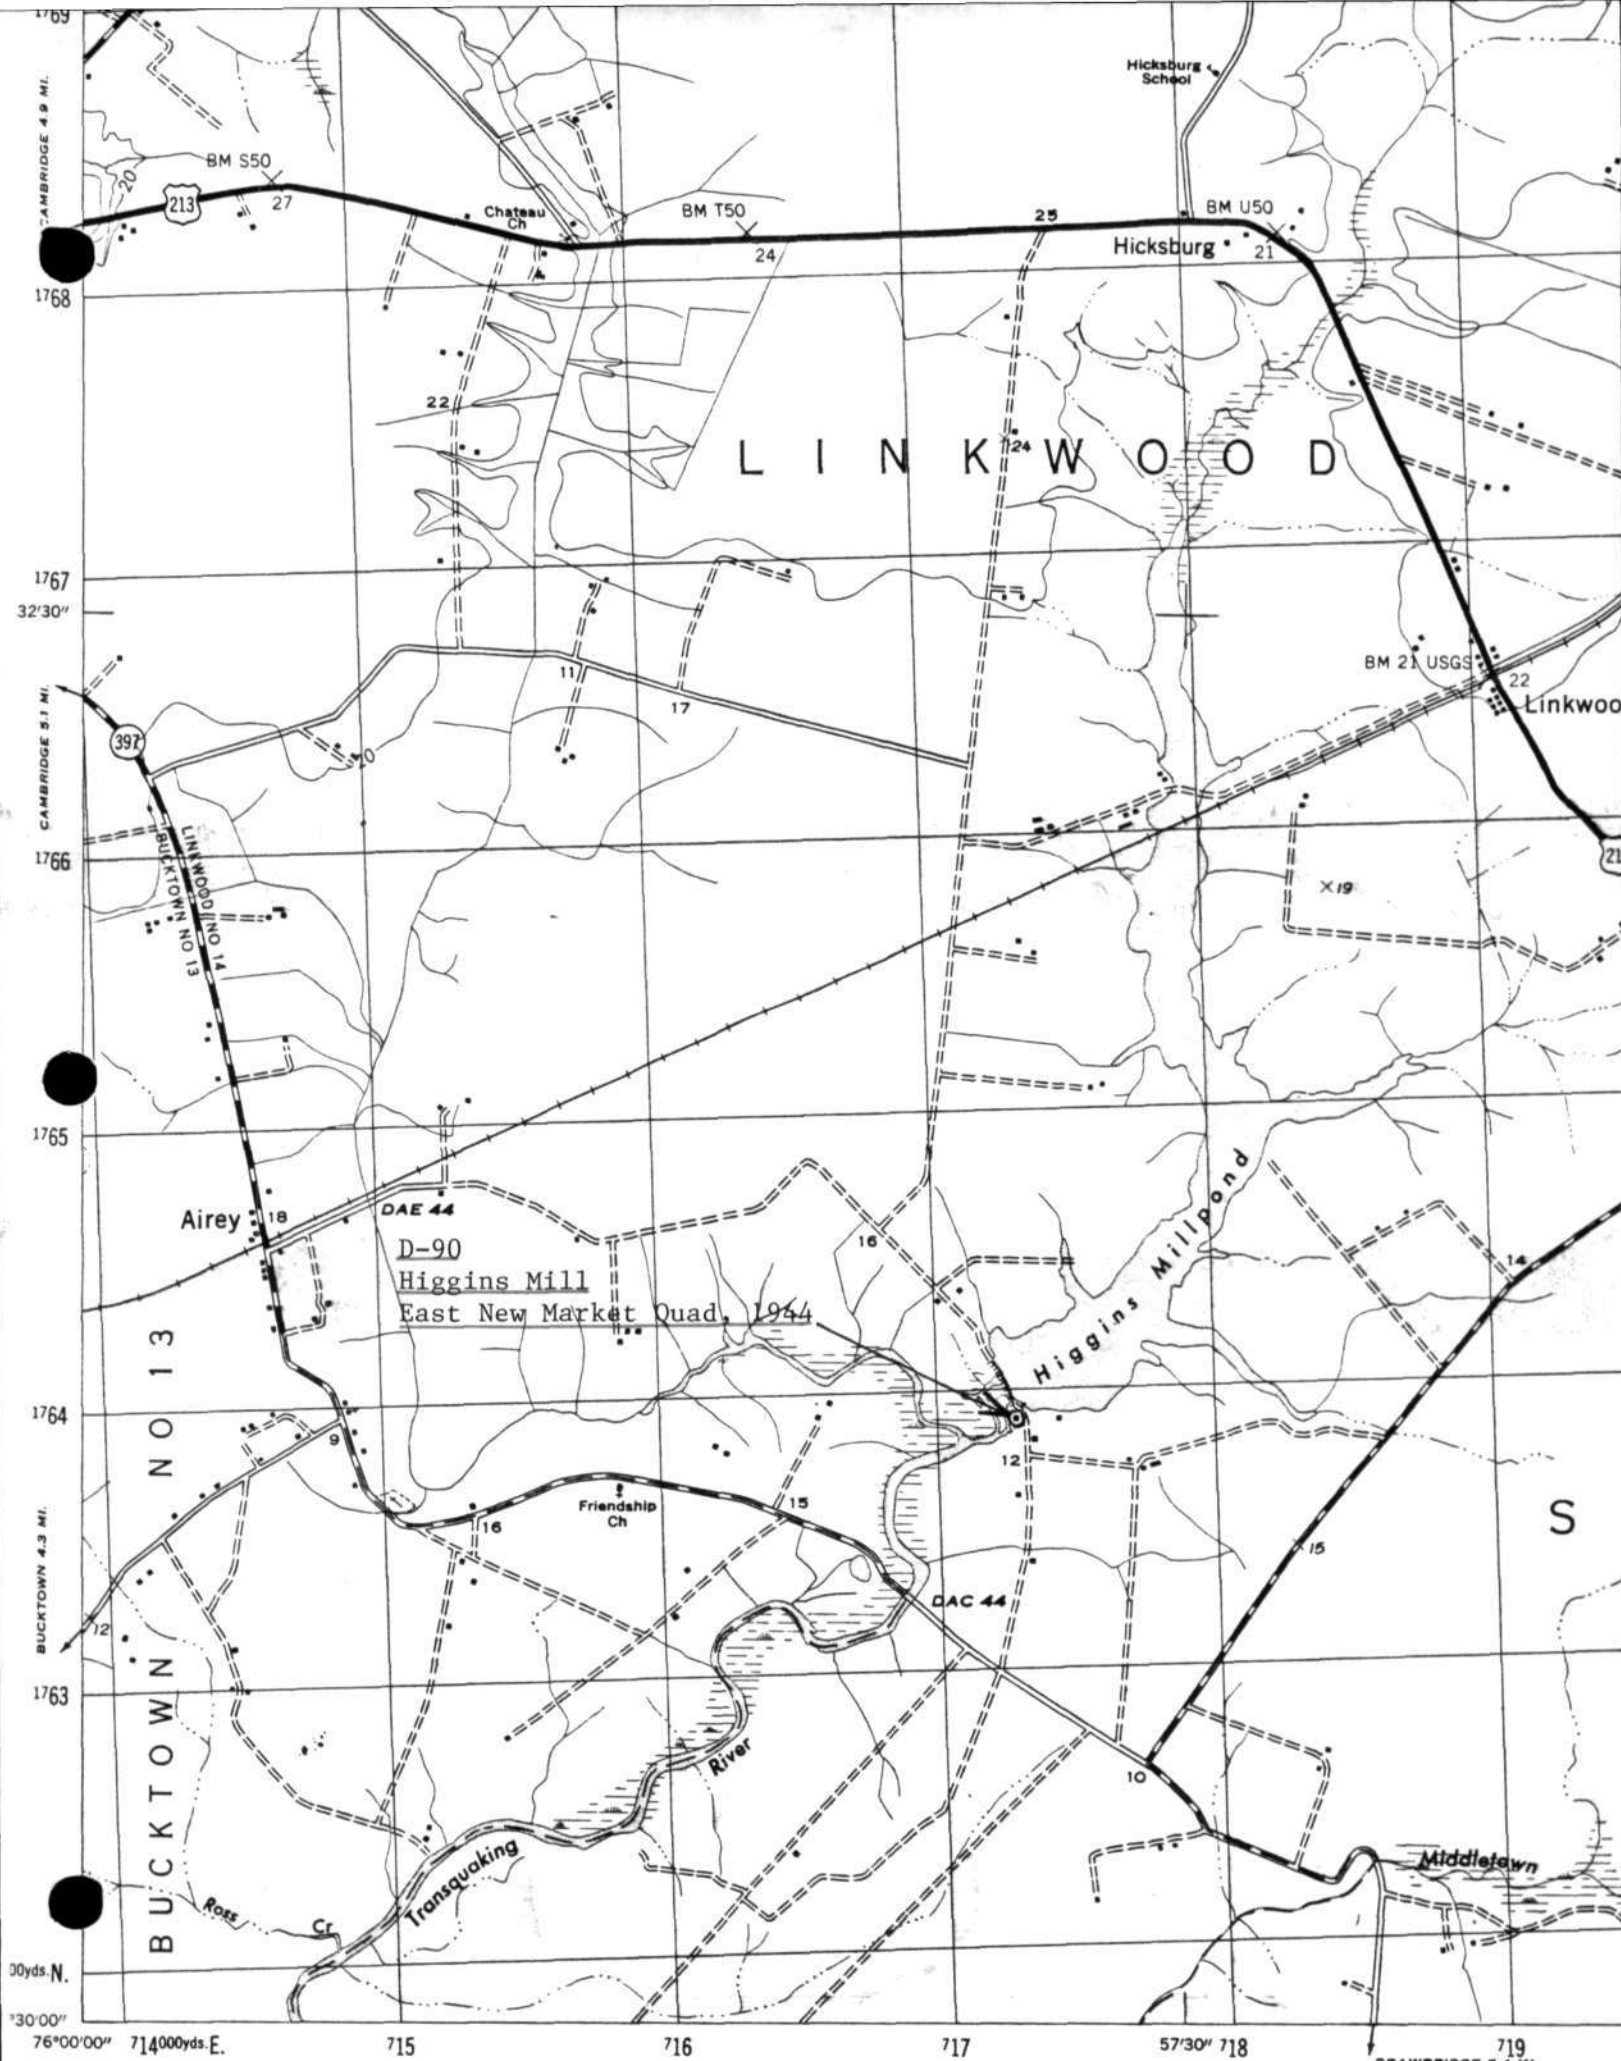 1769
Hicksburg
School
CAMBRIDGE 4.9 MI.
BM S50
20
213
27
Chateau
Ch
BM T50
24
25
BM U50
Hicksburg
21
1768
22
LINKWOOD
24
1767
32'30"
11
17
BM 21 USGS
22
Linkwoo
CAMBRIDGE 5.1 MI.
397
20
21
1766
LINKWOOD NO 14
BUCKTOWN NO 13
19
1765
Airey
18
DAE 44
D-90
Higgins Mill
East New Market Quad, 1944
16
Higgins Millpond
14
1764
9
12
Friendship
Ch
15
16
S
15
BUCKTOWN 4.3 MI.
12
DAC 44
BUCKTOWN NO 13
1763
10
Transquaking River
Middletown
Ross Cr
00yds.N.
'30'00"
76°00'00"
714000yds.E.
715
716
717
57'30"
718
719